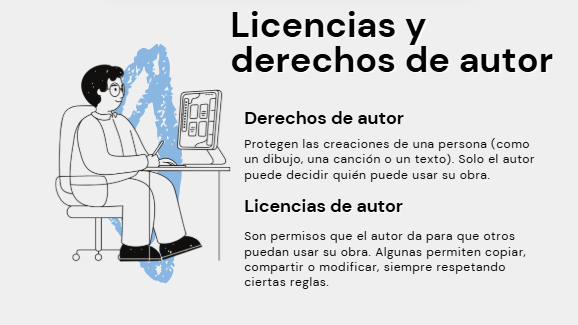 Licencias y
derechos de autor
Derechos de autor
Protegen las creaciones de una persona (como
un dibujo, una canción o un texto). Solo el autor
puede decidir quién puede usar su obra.
Licencias de autor
Son permisos que el autor da para que otros
puedan usar su obra. Algunas permiten copiar,
compartir o modificar, siempre respetando
ciertas reglas.